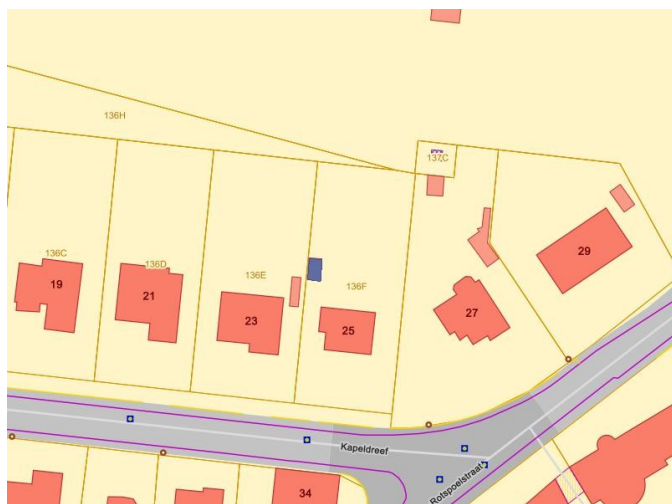 136H
137C
136C
136D
136E
136F
29
19
21
27
23
25
Kapeldreef
Rotspoelstraat
34